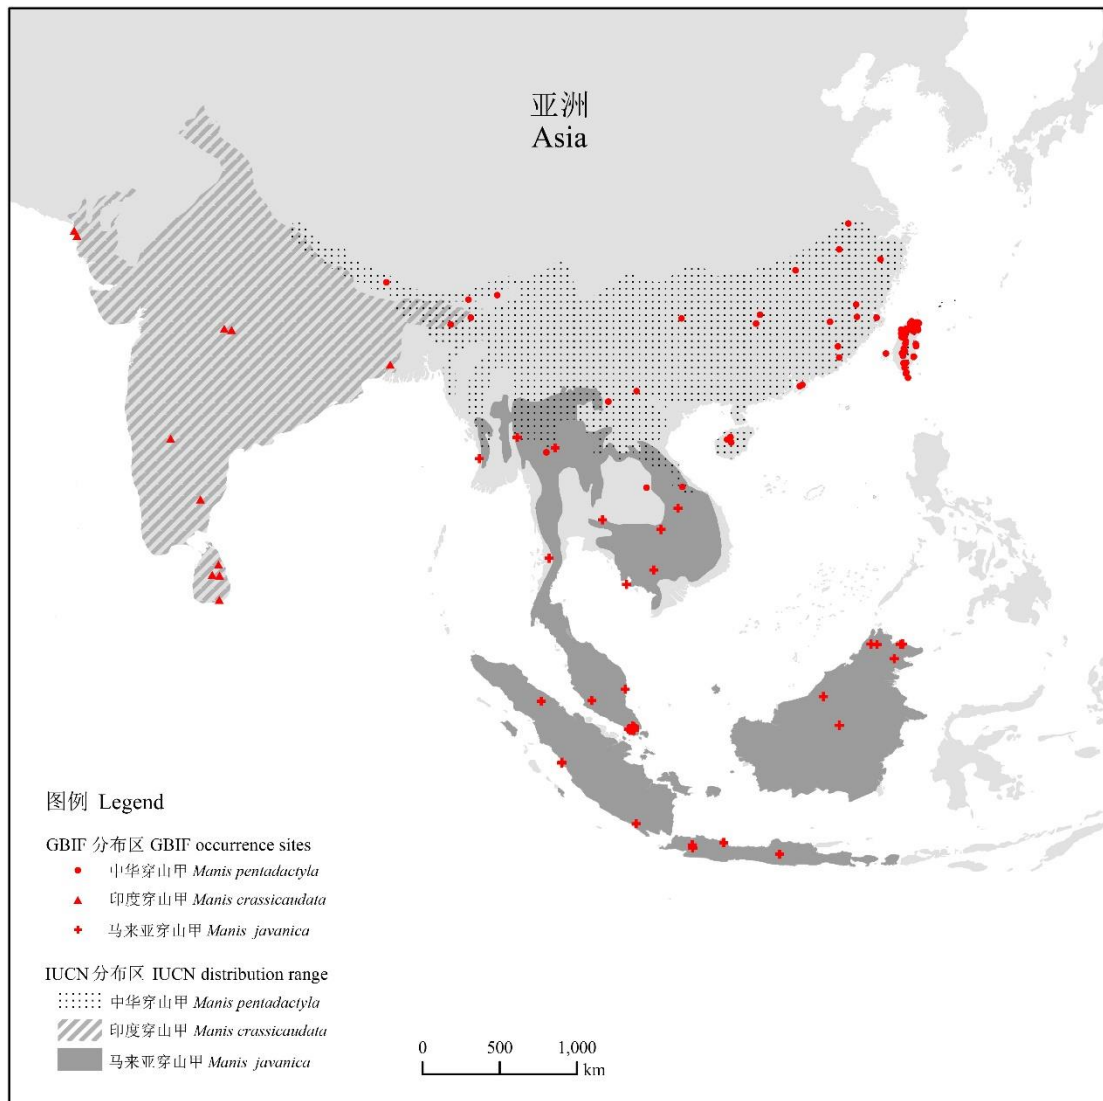 亚洲
Asia
图例 Legend
GBIF 分布区 GBIF occurrence sites
中华穿山甲 Manis pentadactyla
印度穿山甲 Manis crassicaudata
马来亚穿山甲 Manis javanica
IUCN 分布区 IUCN distribution range
中华穿山甲 Manis pentadactyla
印度穿山甲 Manis crassicaudata
马来亚穿山甲 Manis javanica
0 500 1,000
km